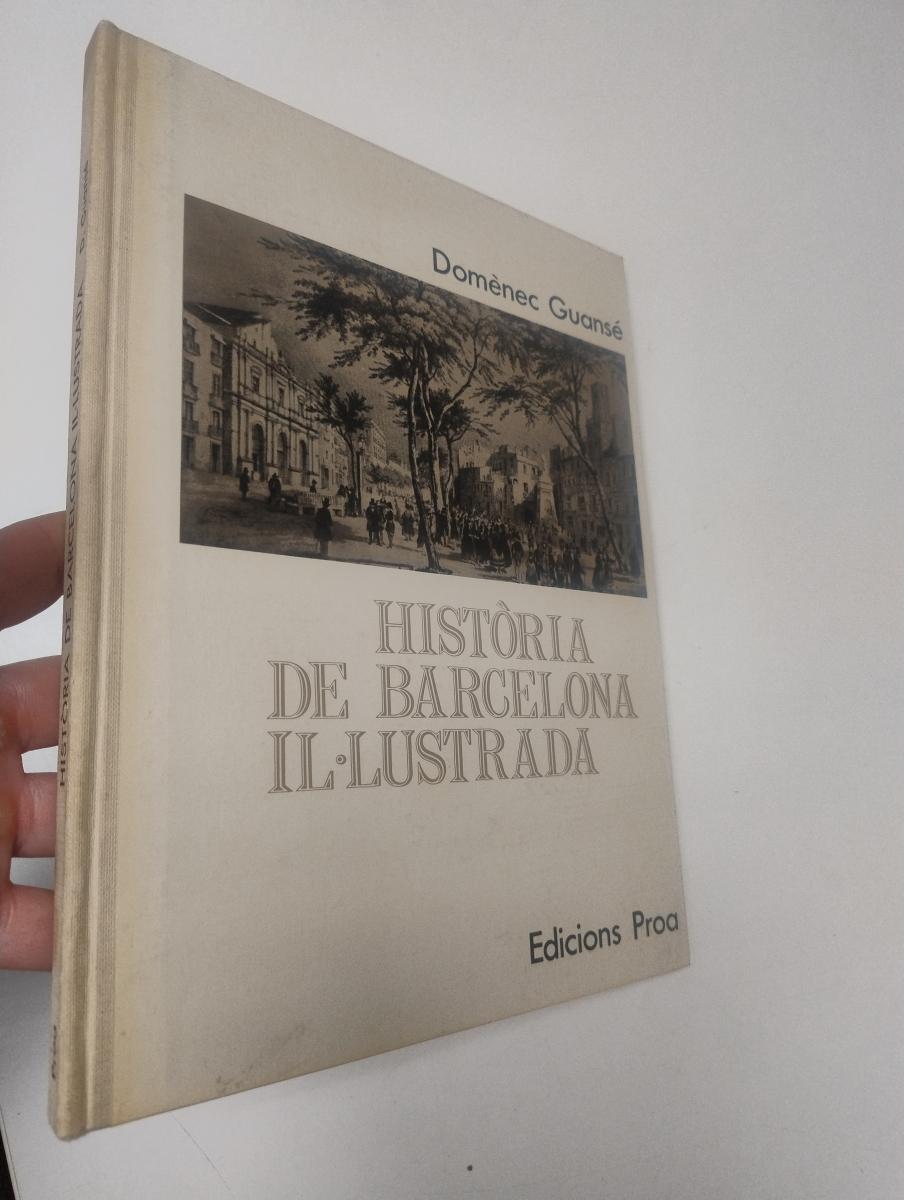 Domènec Guansé
HISTÒRIA
DE BARCELONA
IL·LUSTRADA
Edicions Proa
HISTÒRIA DE BARCELONA IL·LUSTRADA D. Guansé